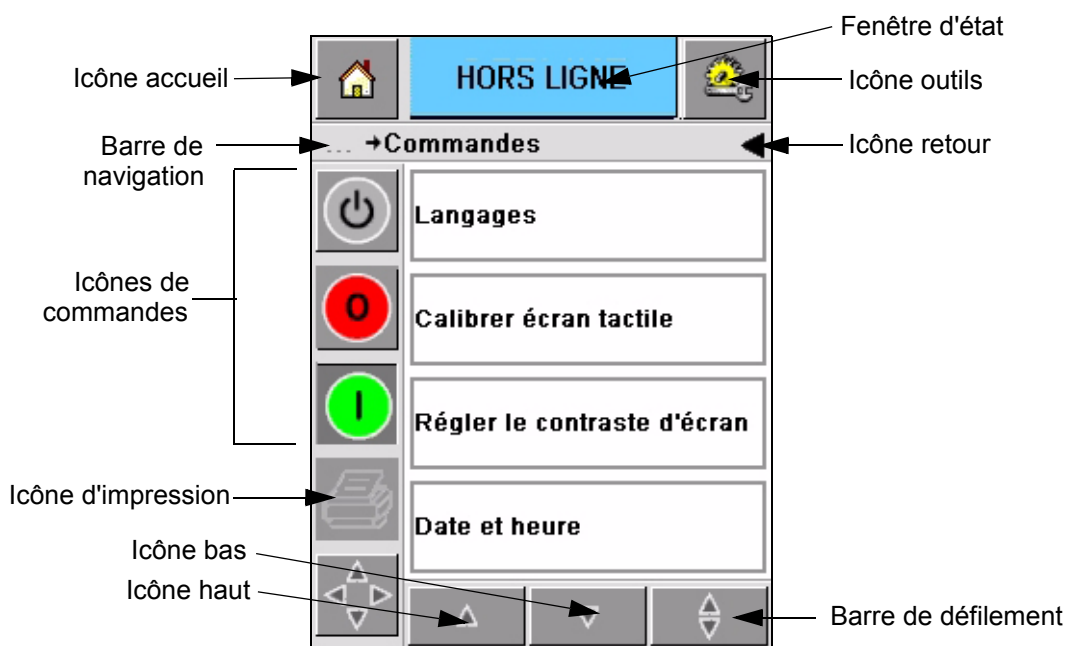 Fenêtre d'état
Icône accueil
HORS LIGNE
Icône outils
Barre de
navigation
... →Commandes
Icône retour
Langages
Icônes de
commandes
O
Calibrer écran tactile
I
Régler le contraste d'écran
Icône d'impression
Date et heure
Icône bas
Icône haut
Barre de défilement